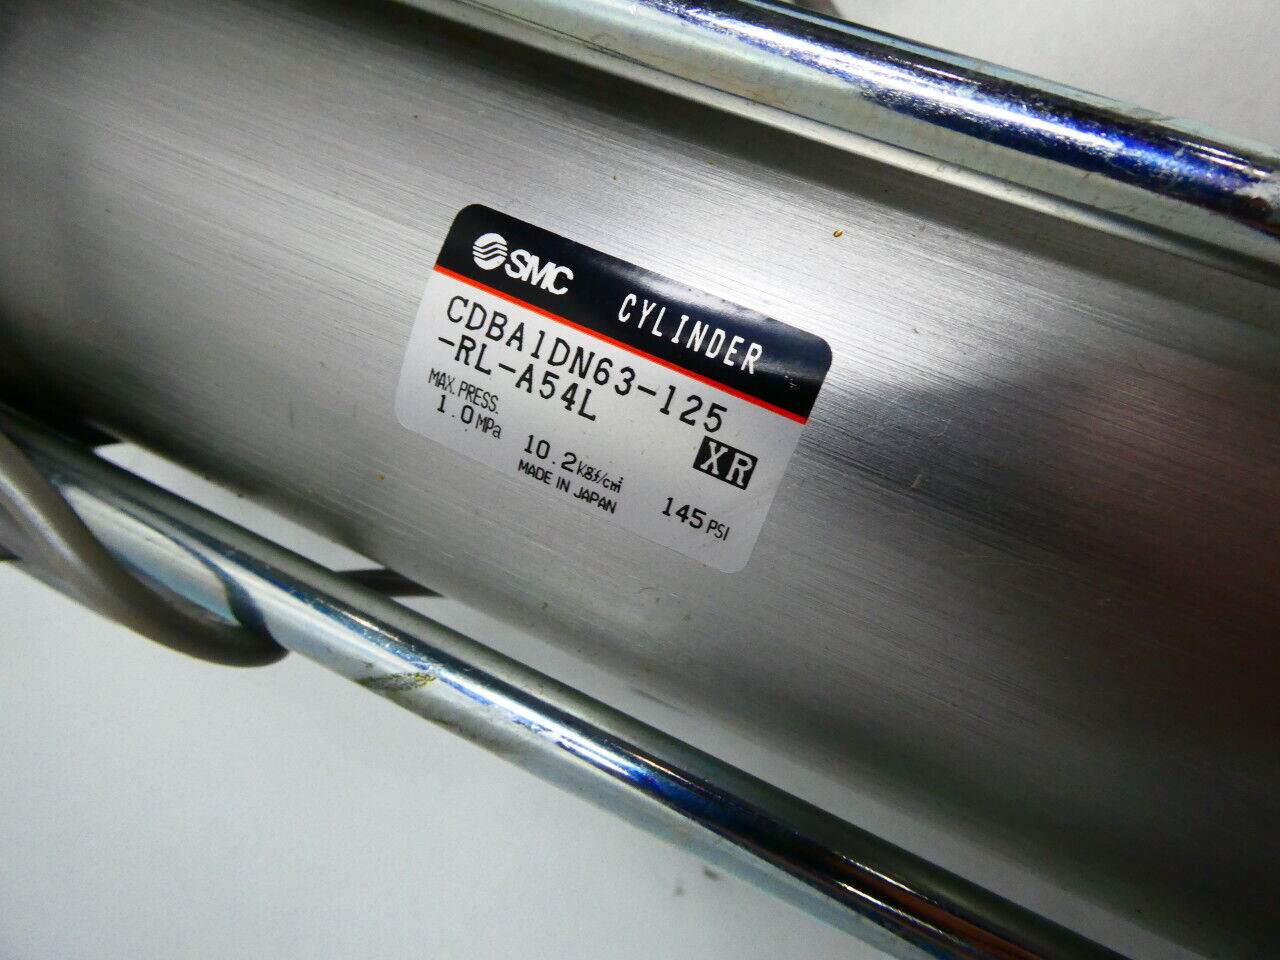 SMC CYLINDER
CDBA1DN63-125
-RL-A54L
XR
MAX.PRESS.
1.0MPa 10.2kgf/cm² 145PSI
MADE IN JAPAN